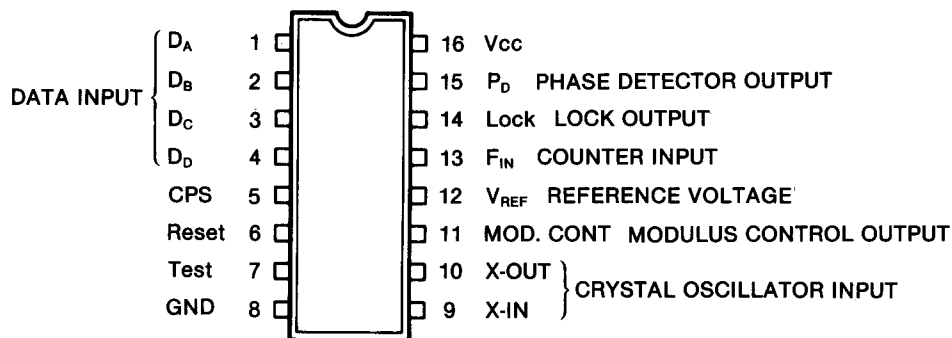 D_A 1 16 Vcc
D_B 2 15 P_D PHASE DETECTOR OUTPUT
DATA INPUT
D_C 3 14 Lock LOCK OUTPUT
D_D 4 13 F_IN COUNTER INPUT
CPS 5 12 V_REF REFERENCE VOLTAGE
Reset 6 11 MOD. CONT MODULUS CONTROL OUTPUT
Test 7 10 X-OUT
CRYSTAL OSCILLATOR INPUT
GND 8 9 X-IN